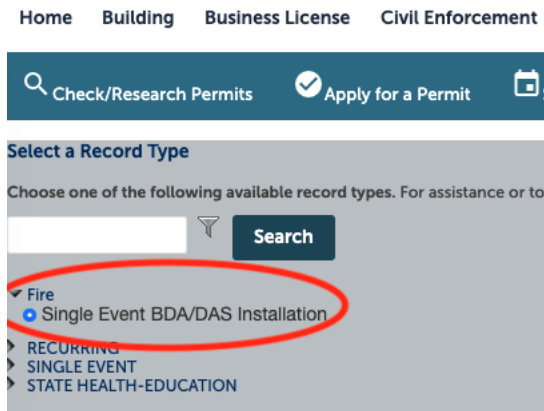 Home Building Business License Civil Enforcement
Check/Research Permits Apply for a Permit
Select a Record Type
Choose one of the following available record types. For assistance or to
Search
Fire
Single Event BDA/DAS Installation
RECURRING
SINGLE EVENT
STATE HEALTH-EDUCATION